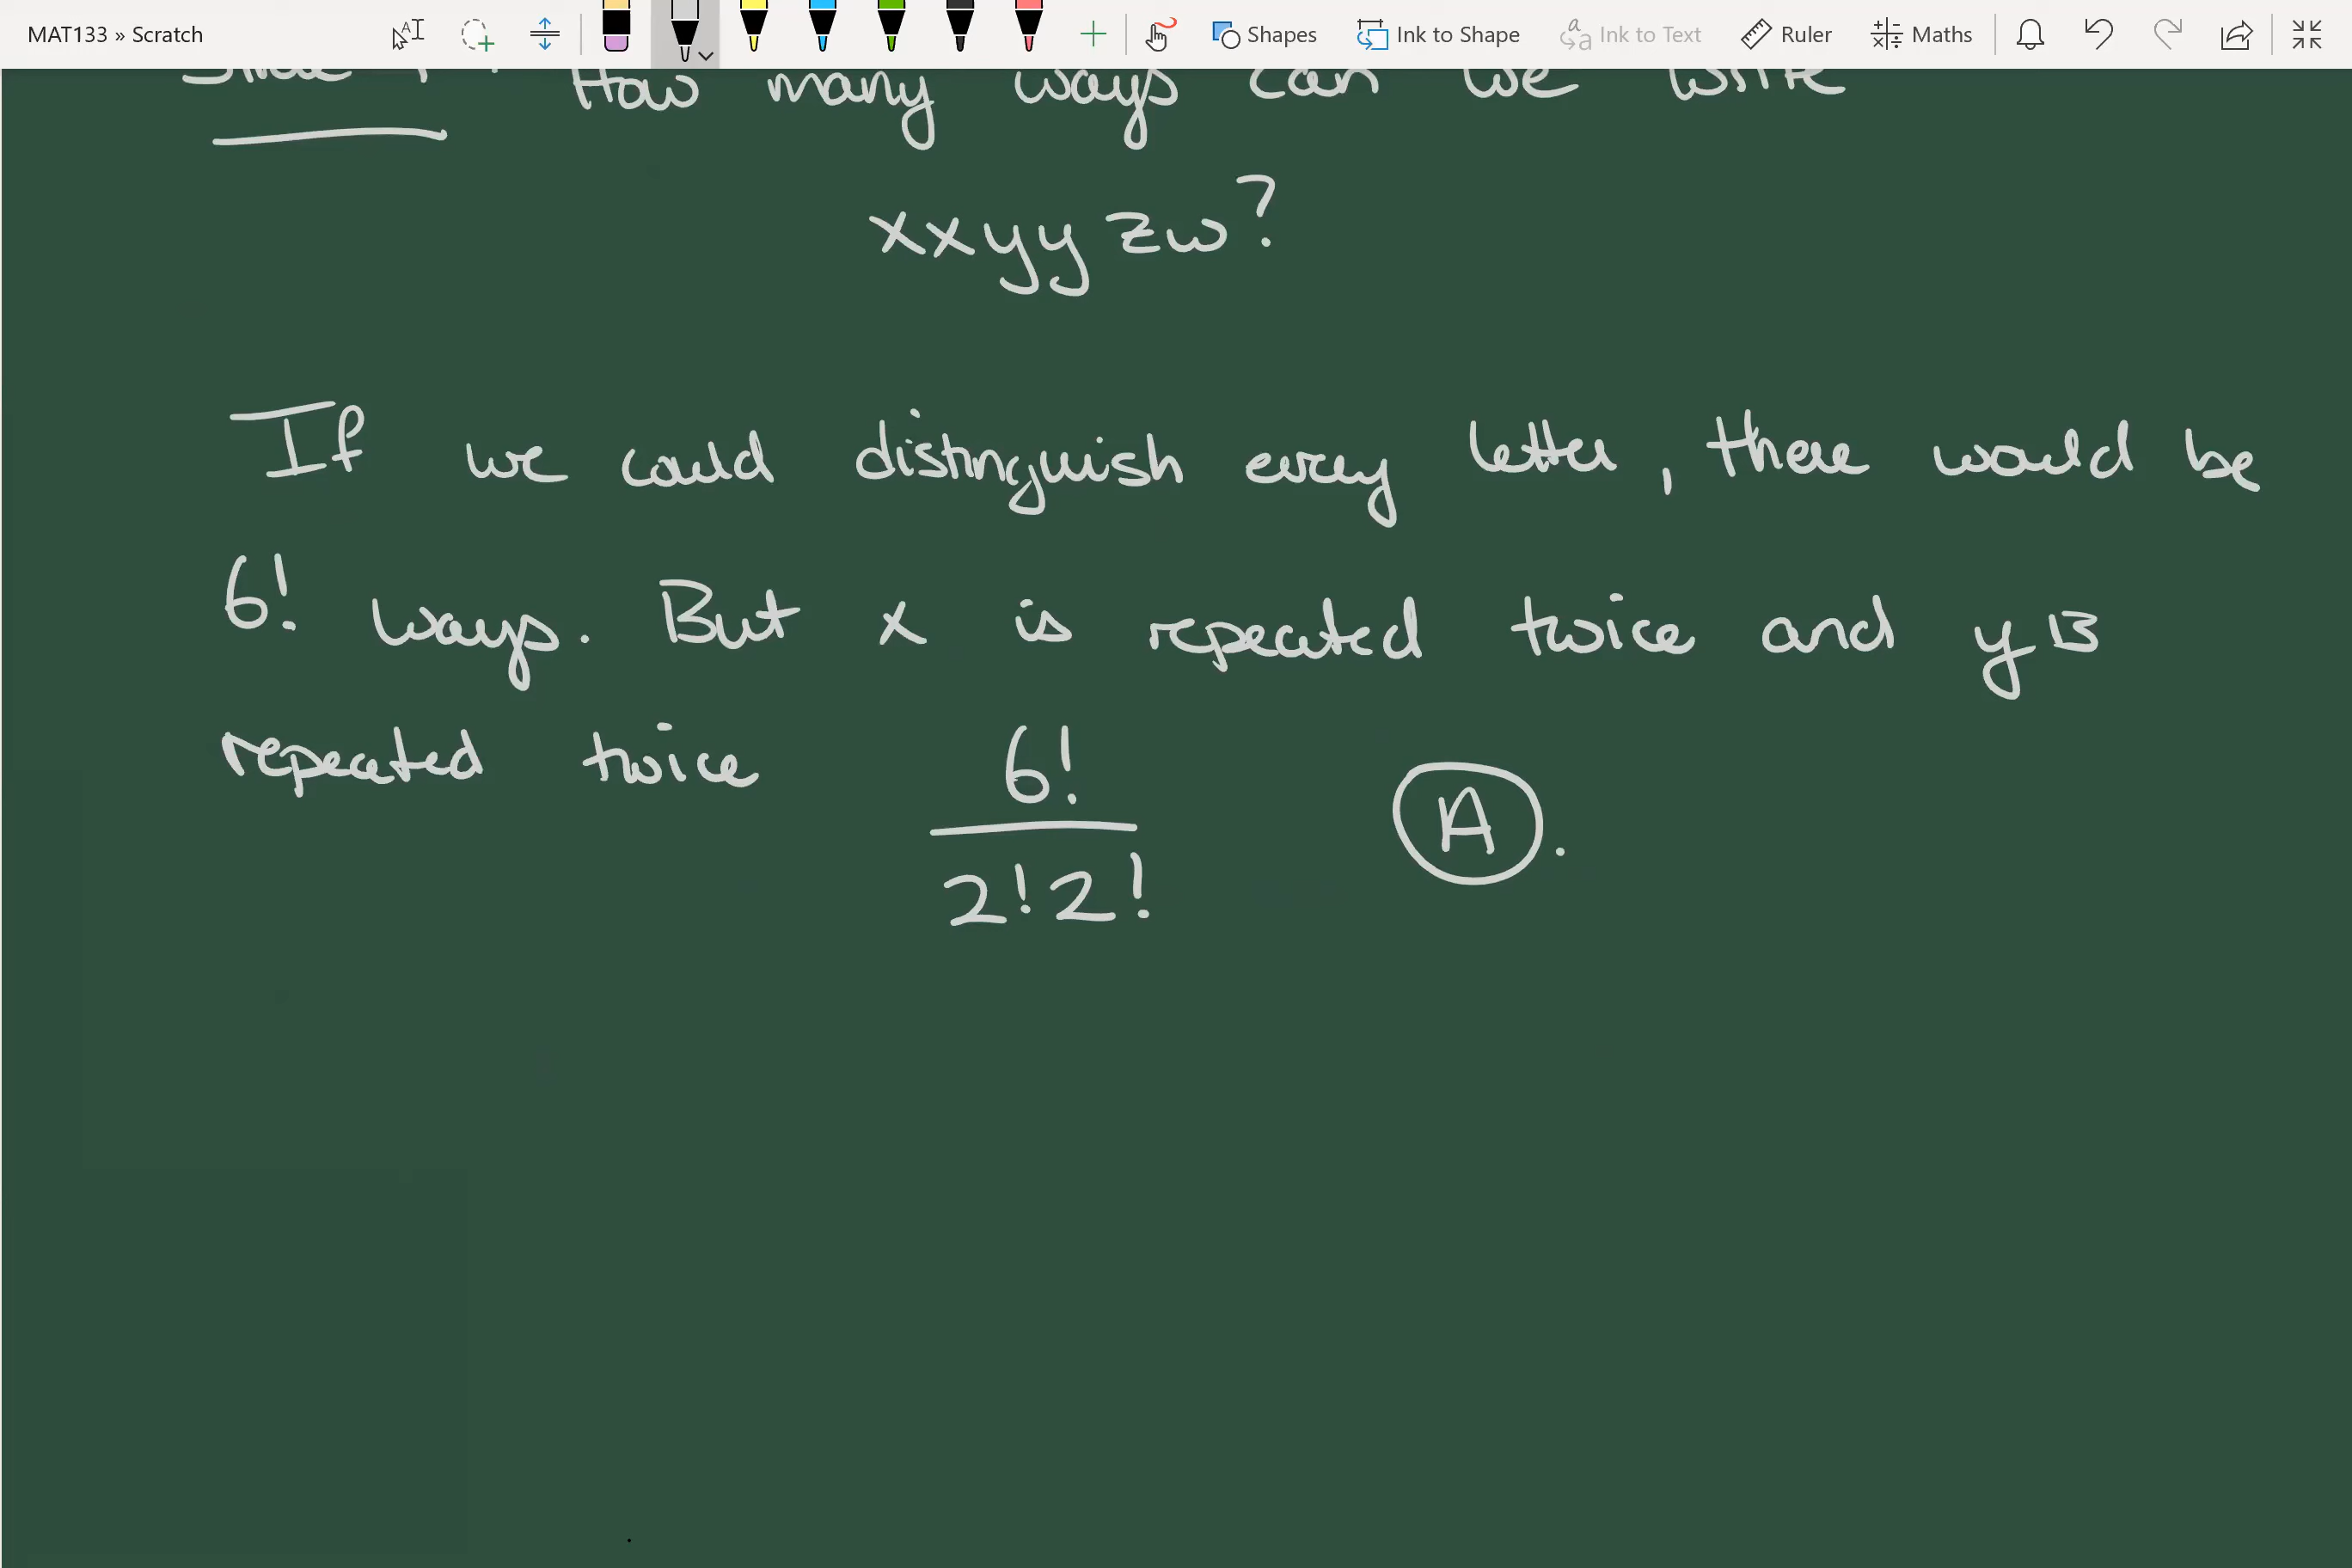 MAT133 » Scratch Shapes Ink to Shape Ink to Text Ruler Maths
How many ways can we write
xxyyzw?
If we could distinguish every letter, there would be
6! ways. But x is repeated twice and y is
repeated twice 6! / 2!2! A.